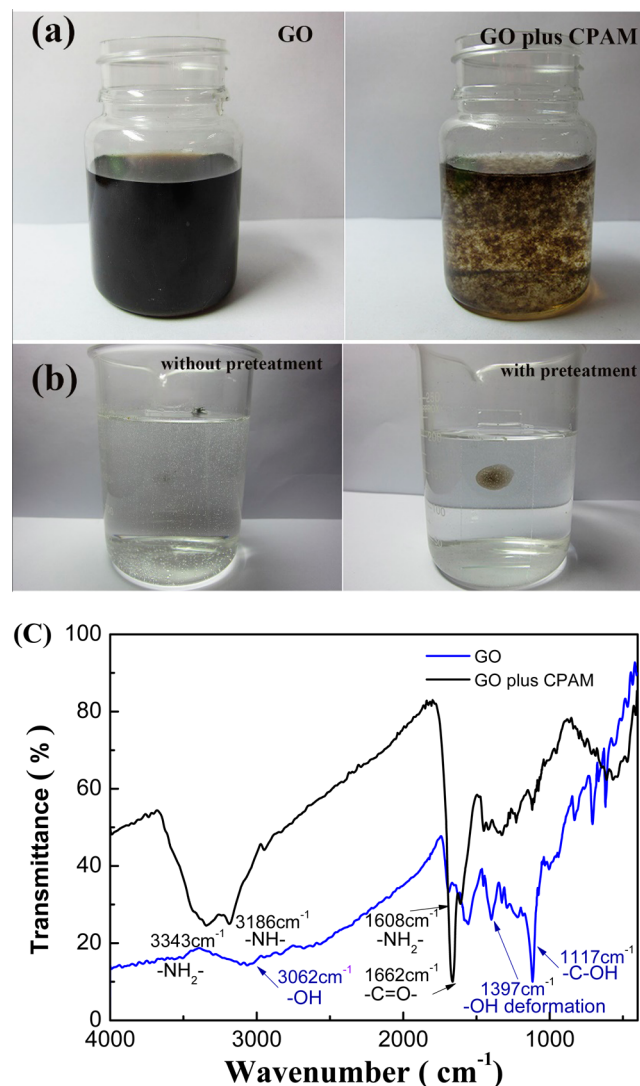 (a)
GO
GO plus CPAM
(b)
without pretreatment
with pretreatment
(C)
100
80
60
40
20
0
Transmittance ( % )
GO
GO plus CPAM
3343cm⁻¹
-NH₂-
3186cm⁻¹
-NH-
3062cm⁻¹
-OH
1608cm⁻¹
-NH₂-
1662cm⁻¹
-C=O-
1397cm⁻¹
-OH deformation
1117cm⁻¹
-C-OH
4000 3000 2000 1000
Wavenumber ( cm⁻¹)